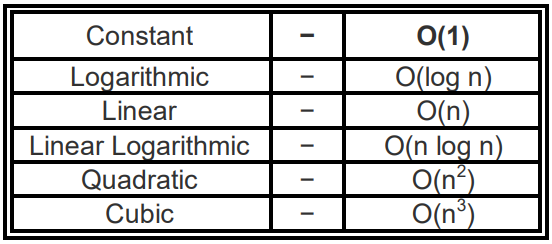 Constant – O(1)
Logarithmic – O(log n)
Linear – O(n)
Linear Logarithmic – O(n log n)
Quadratic – O(n²)
Cubic – O(n³)